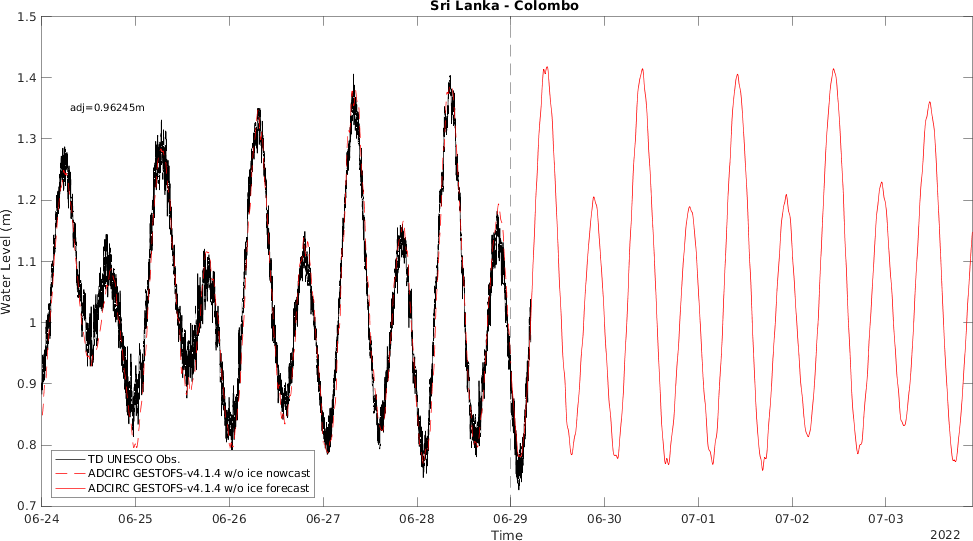 Sri Lanka - Colombo
1.5
1.4
1.3
1.2
1.1
1
0.9
0.8
0.7
Water Level (m)
adj=0.96245m
TD UNESCO Obs.
ADCIRC GESTOFS-v4.1.4 w/o ice nowcast
ADCIRC GESTOFS-v4.1.4 w/o ice forecast
06-24 06-25 06-26 06-27 06-28 06-29 06-30 07-01 07-02 07-03
Time
2022